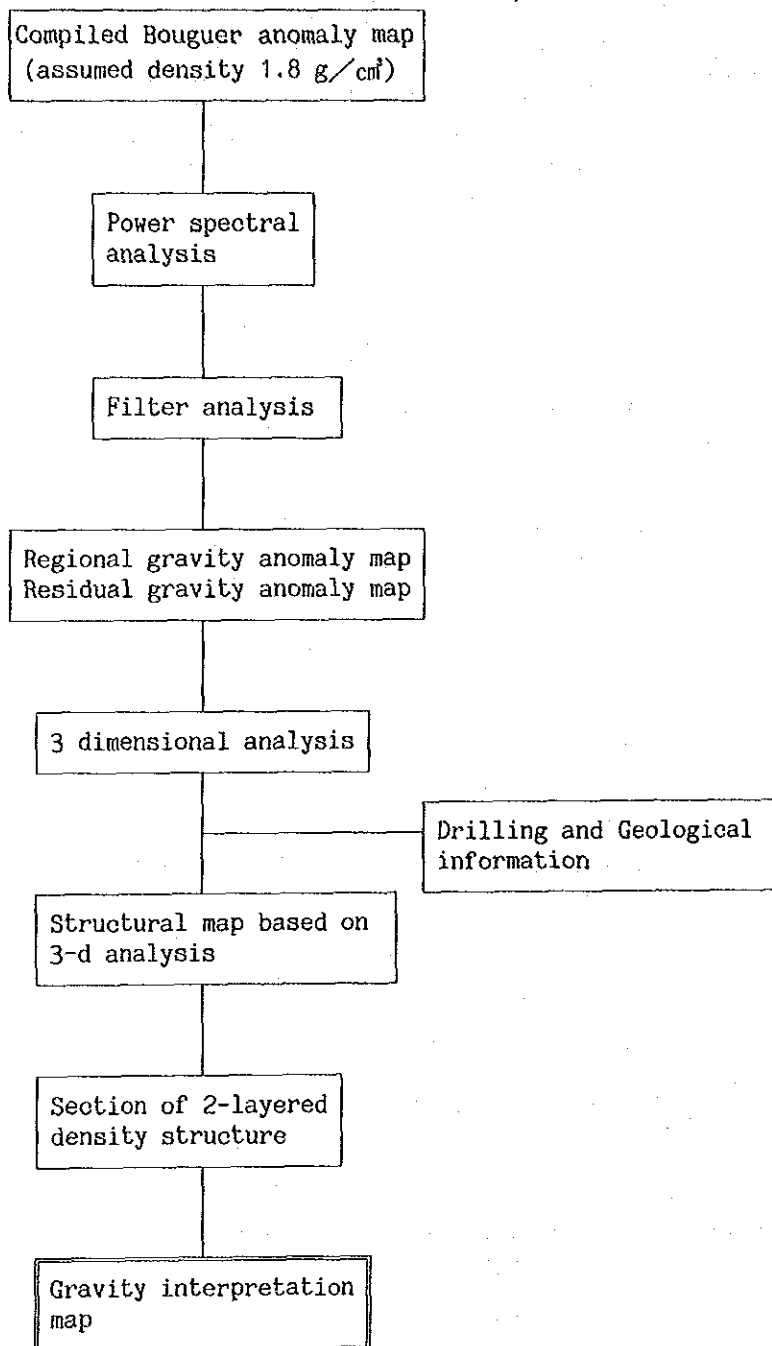 Compiled Bouguer anomaly map
(assumed density 1.8 g/c㎥)
Power spectral
analysis
Filter analysis
Regional gravity anomaly map
Residual gravity anomaly map
3 dimensional analysis
Drilling and Geological
information
Structural map based on
3-d analysis
Section of 2-layered
density structure
Gravity interpretation
map